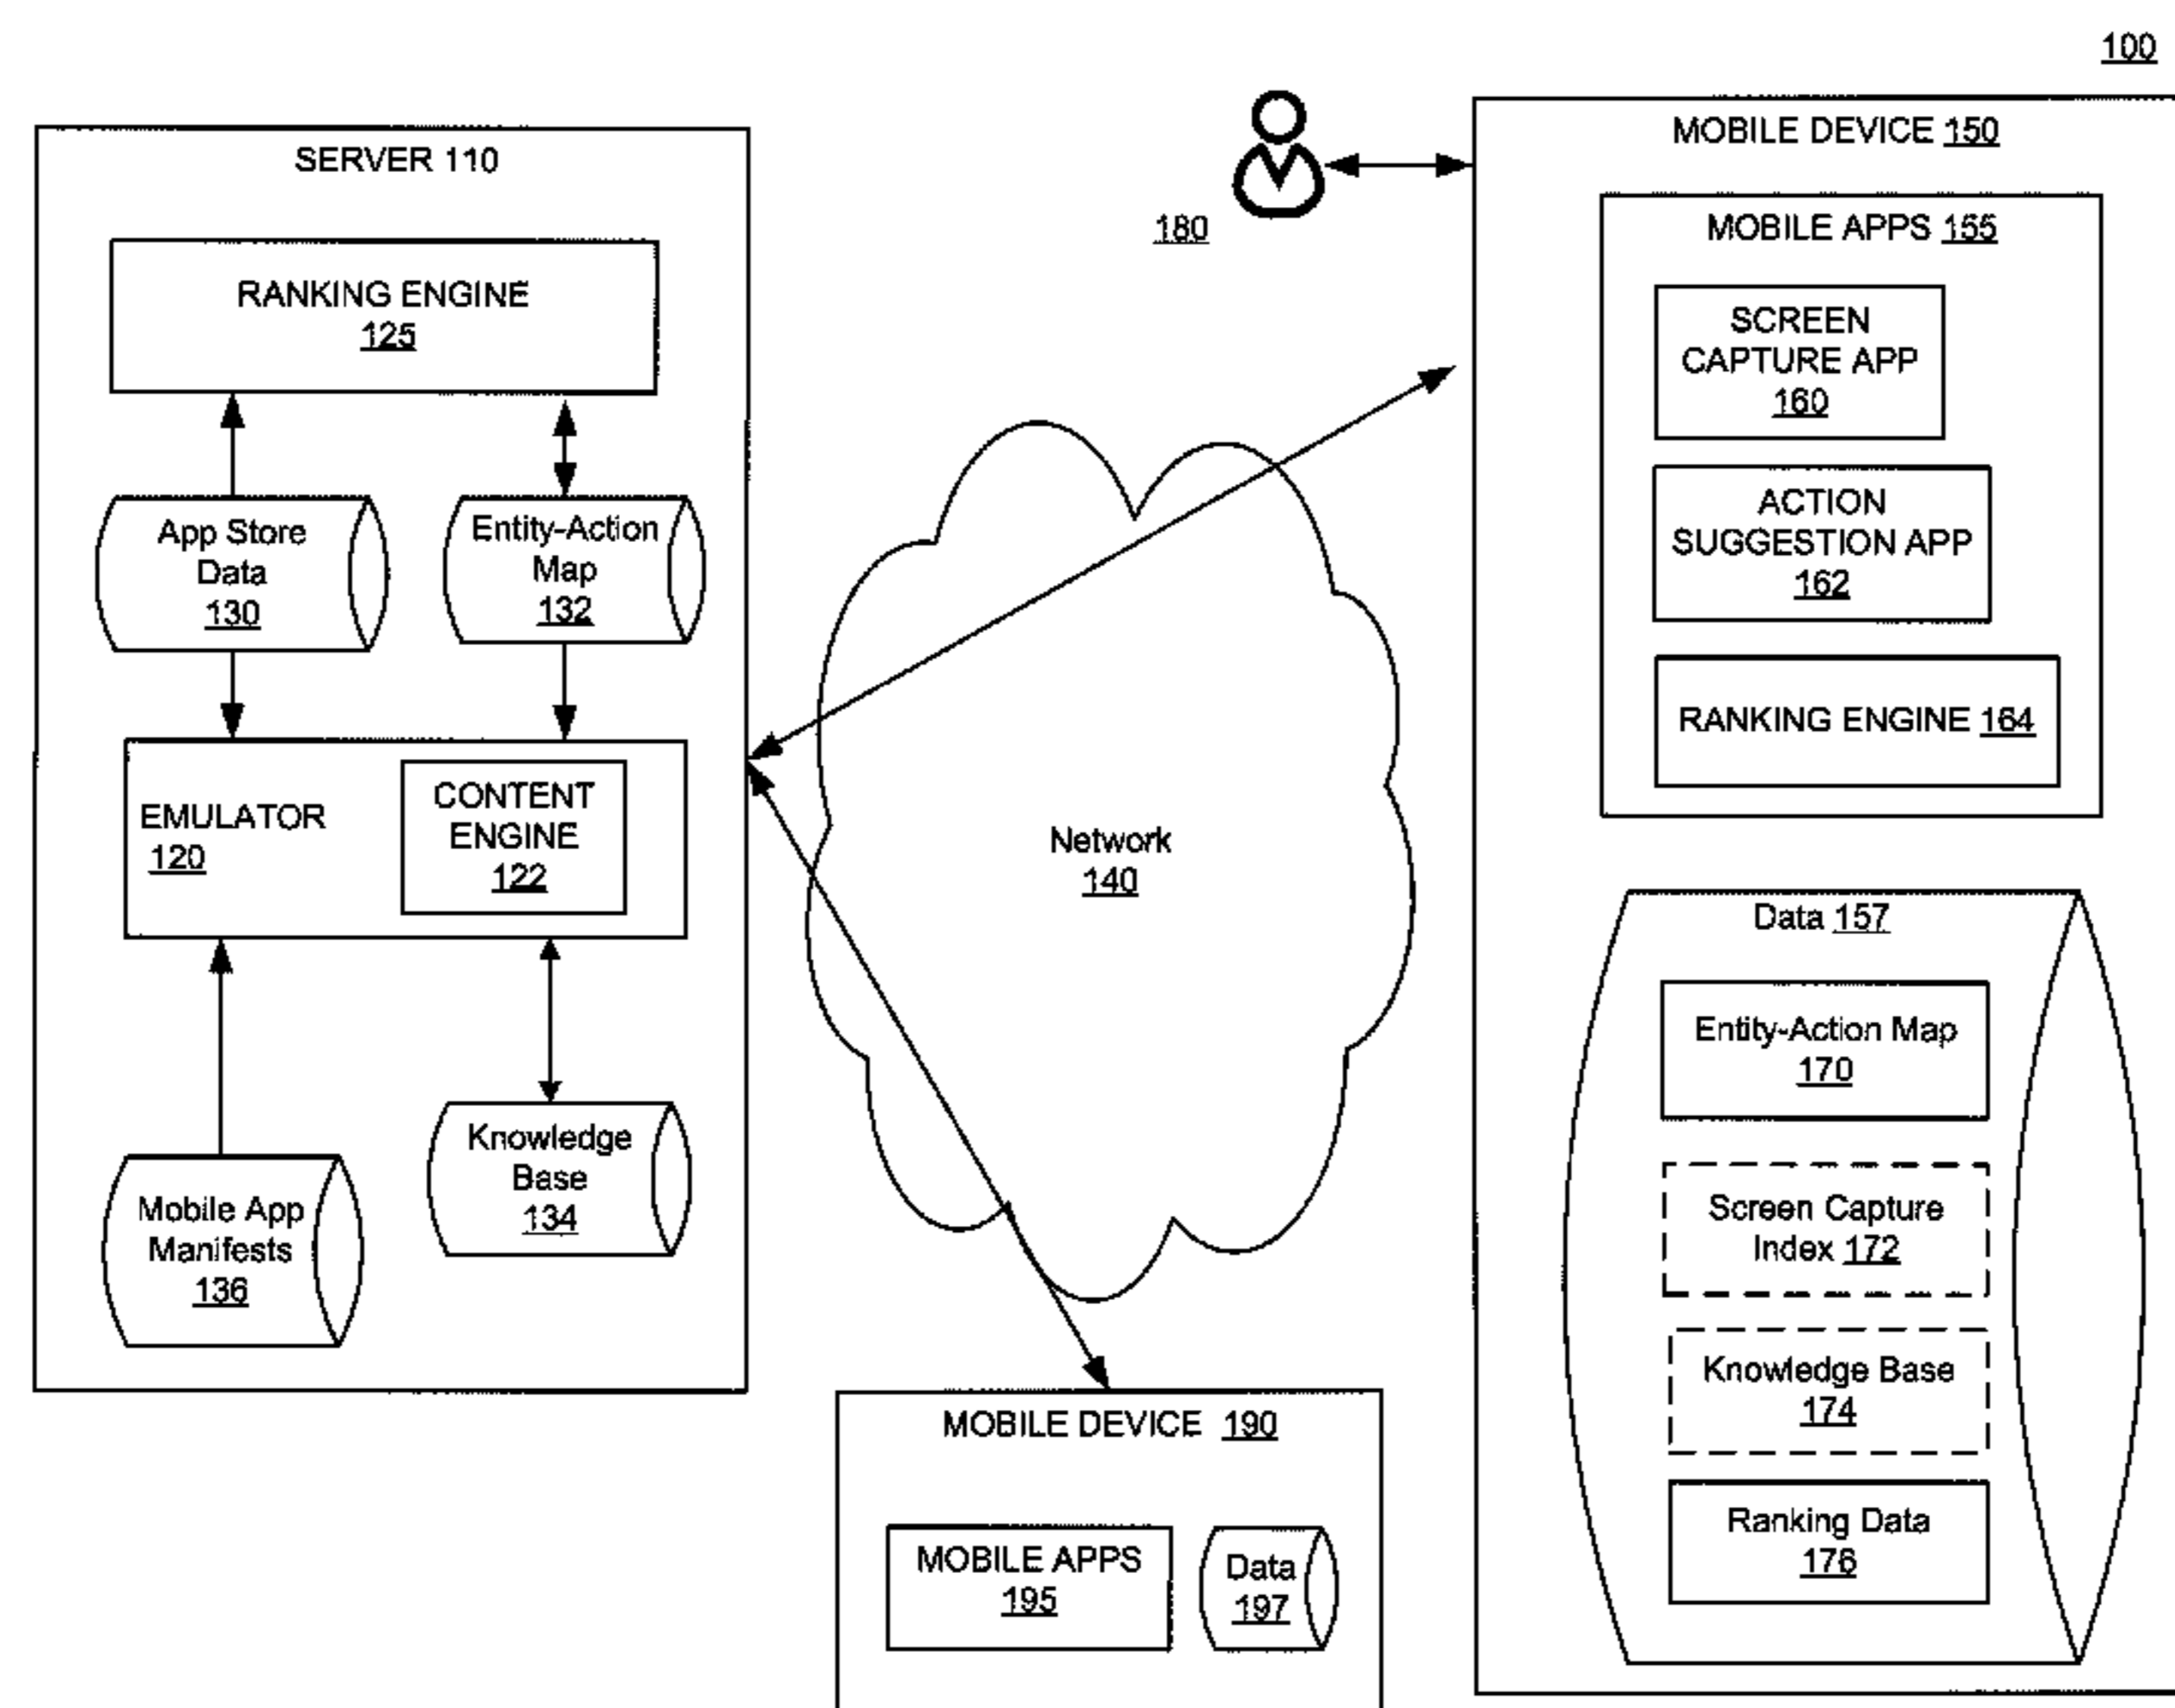 100
SERVER 110
RANKING ENGINE
125
App Store
Data
130
Entity-Action
Map
132
EMULATOR
120
CONTENT
ENGINE
122
Mobile App
Manifests
136
Knowledge
Base
134
180
Network
140
MOBILE DEVICE 150
MOBILE APPS 155
SCREEN
CAPTURE APP
160
ACTION
SUGGESTION APP
162
RANKING ENGINE 164
Data 157
Entity-Action Map
170
Screen Capture
Index 172
Knowledge Base
174
Ranking Data
176
MOBILE DEVICE 190
MOBILE APPS
195
Data
197